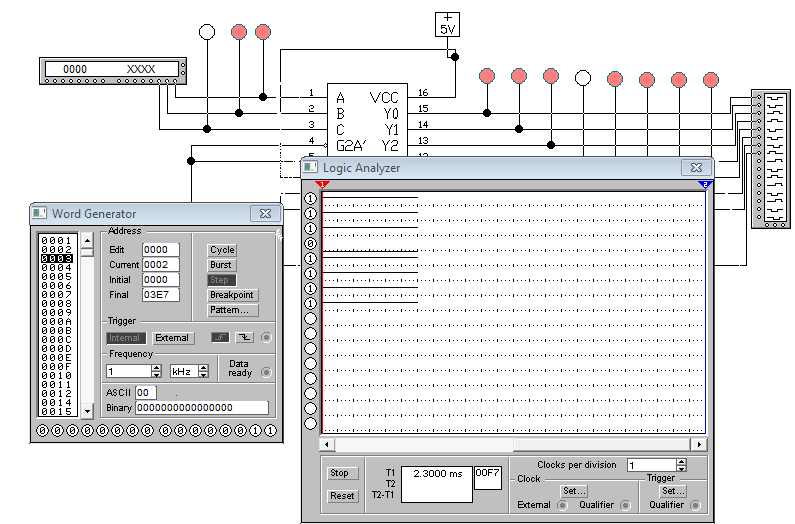 +
5V
0000 XXXX
1 A VCC 16
2 B Y0 15
3 C Y1 14
4 G2A' Y2 13
5 12
Logic Analyzer
1 2
1
1
1
0
1
1
1
1
Stop
Reset
T1 2.3000 ms 00F7
T2
T2-T1
Clocks per division 1
Clock Trigger
Set... Set...
External Qualifier Qualifier
Word Generator
0001
0002
0003
0004
0005
0006
0007
0008
0009
000A
000B
000C
000D
000E
000F
0010
0011
0012
0013
0014
0015
Address
Edit 0000 Cycle
Current 0002 Burst
Initial 0000 Step
Final 03E7 Breakpoint
Pattern...
Trigger
Internal External
Frequency
1 kHz Data
ready
ASCII 00
Binary 0000000000000000
0 0 0 0 0 0 0 0 0 0 0 0 0 0 1 1